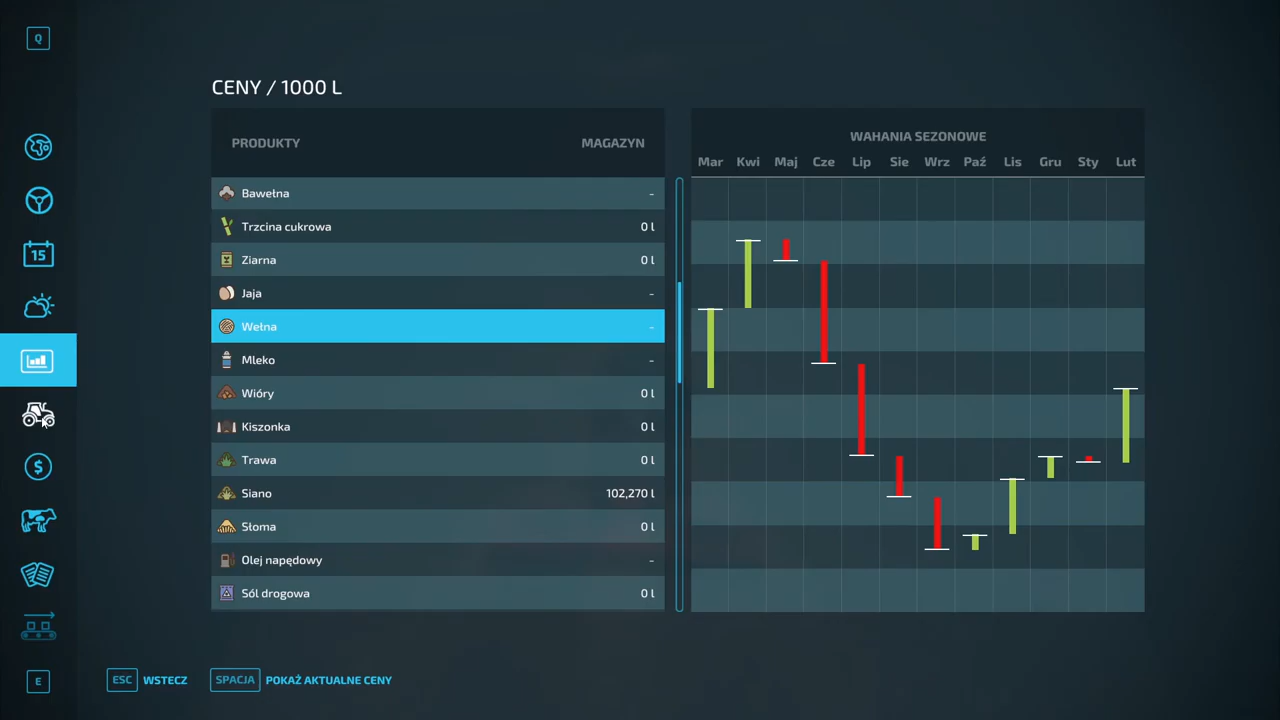 Q
CENY / 1000 L
PRODUKTY MAGAZYN
WAHANIA SEZONOWE
Mar Kwi Maj Cze Lip Sie Wrz Paź Lis Gru Sty Lut
15
Bawełna -
Trzcina cukrowa 0 l
Ziarna 0 l
Jaja -
Wełna -
Mleko -
Wióry 0 l
Kiszonka 0 l
Trawa 0 l
Siano 102,270 l
Słoma 0 l
Olej napędowy -
Sól drogowa 0 l
$
E
ESC WSTECZ SPACJA POKAŻ AKTUALNE CENY